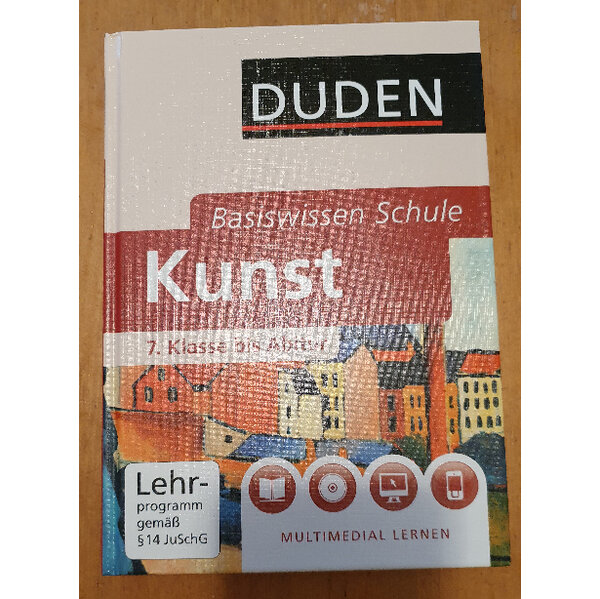 DUDEN
Basiswissen Schule
Kunst
7. Klasse bis Abitur
Lehr-
programm
gemäß
§ 14 JuSchG
MULTIMEDIAL LERNEN